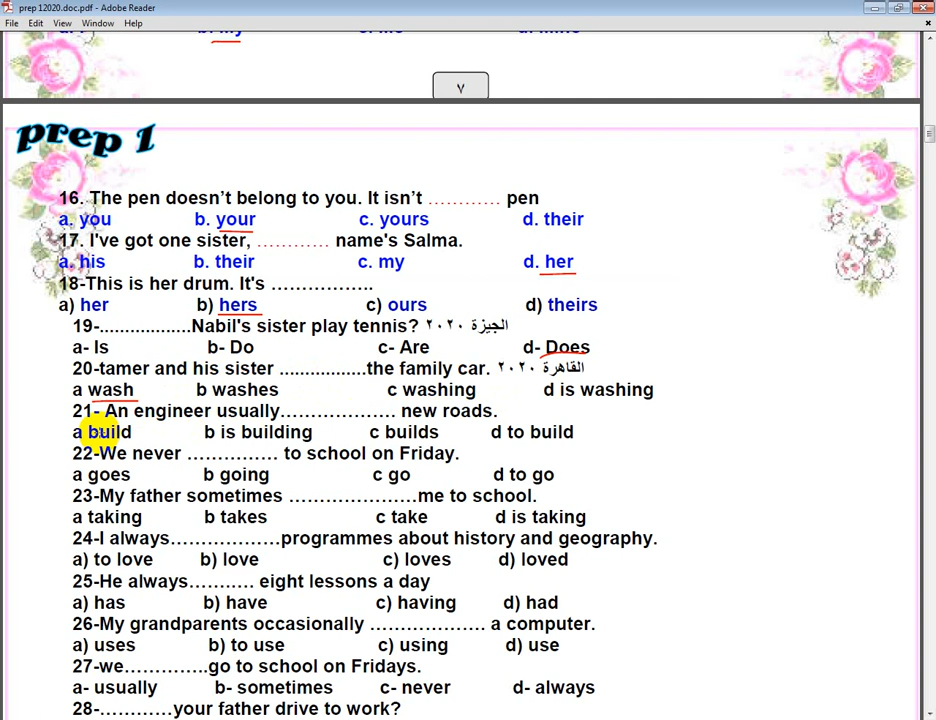 prep 12020.doc.pdf - Adobe Reader
File Edit View Window Help
b. my
٧
prep 1
16. The pen doesn't belong to you. It isn't ………… pen
a. you b. your c. yours d. their
17. I've got one sister, ………… name's Salma.
a. his b. their c. my d. her
18-This is her drum. It's ……………..
a) her b) hers c) ours d) theirs
19-.................Nabil's sister play tennis? الجيزة ٢٠٢٠
a- Is b- Do c- Are d- Does
20-tamer and his sister ................the family car. القاهرة ٢٠٢٠
a wash b washes c washing d is washing
21- An engineer usually………………… new roads.
a build b is building c builds d to build
22-We never …………… to school on Friday.
a goes b going c go d to go
23-My father sometimes …………………me to school.
a taking b takes c take d is taking
24-I always………………programmes about history and geography.
a) to love b) love c) loves d) loved
25-He always……….. eight lessons a day
a) has b) have c) having d) had
26-My grandparents occasionally ……………….. a computer.
a) uses b) to use c) using d) use
27-we…………..go to school on Fridays.
a- usually b- sometimes c- never d- always
28-…………your father drive to work?